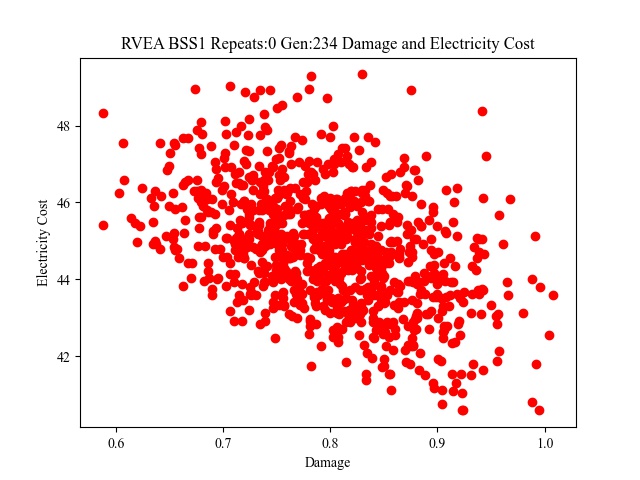 RVEA BSS1 Repeats:0 Gen:234 Damage and Electricity Cost
48
46
44
42
Electricity Cost
0.6 0.7 0.8 0.9 1.0
Damage